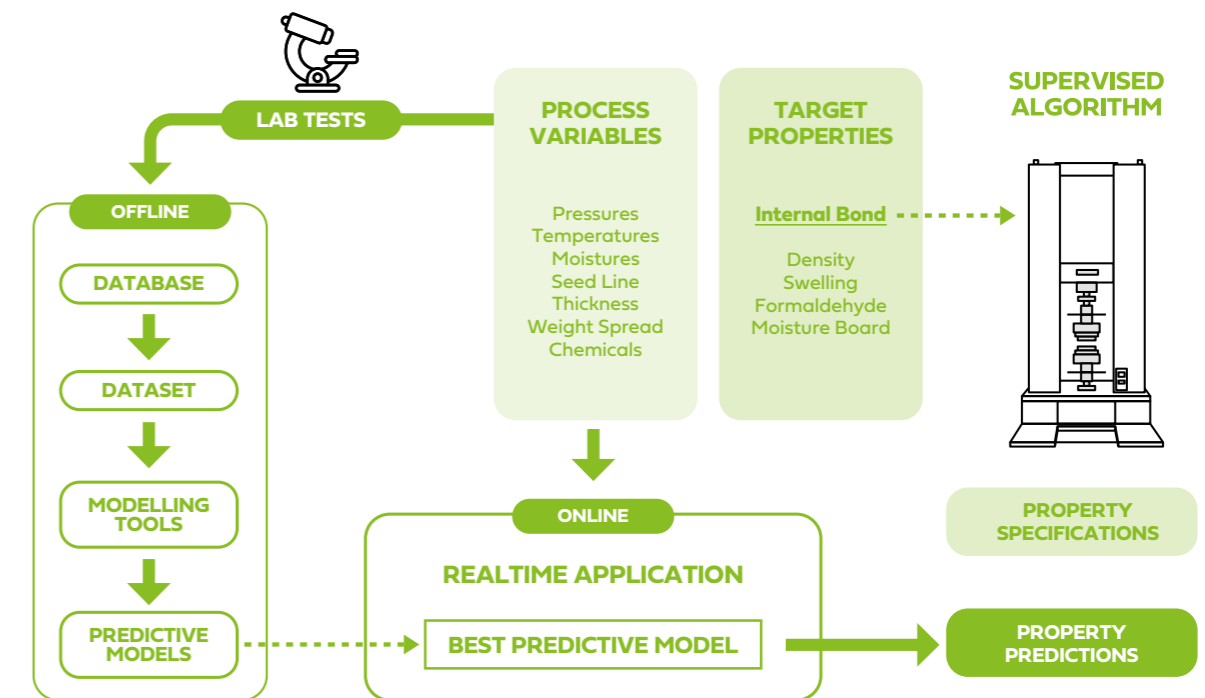 LAB TESTS
OFFLINE
DATABASE
DATASET
MODELLING
TOOLS
PREDICTIVE
MODELS
PROCESS
VARIABLES
Pressures
Temperatures
Moistures
Seed Line
Thickness
Weight Spread
Chemicals
TARGET
PROPERTIES
Internal Bond
Density
Swelling
Formaldehyde
Moisture Board
SUPERVISED
ALGORITHM
ONLINE
REALTIME APPLICATION
BEST PREDICTIVE MODEL
PROPERTY
SPECIFICATIONS
PROPERTY
PREDICTIONS